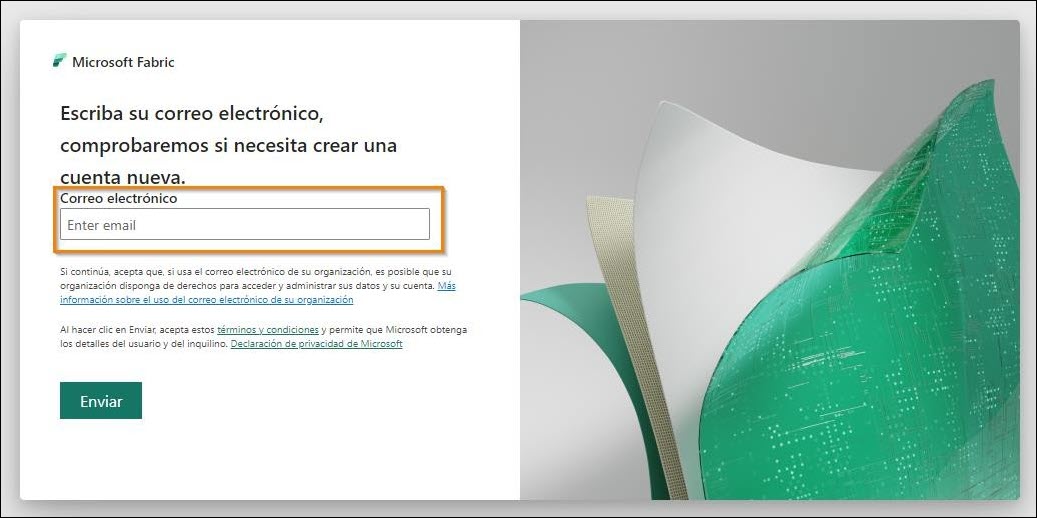 Microsoft Fabric
Escriba su correo electrónico,
comprobaremos si necesita crear una
cuenta nueva.
Correo electrónico
Enter email
Si continúa, acepta que, si usa el correo electrónico de su organización, es posible que su
organización disponga de derechos para acceder y administrar sus datos y su cuenta. Más
información sobre el uso del correo electrónico de su organización
Al hacer clic en Enviar, acepta estos términos y condiciones y permite que Microsoft obtenga
los detalles del usuario y del inquilino. Declaración de privacidad de Microsoft
Enviar